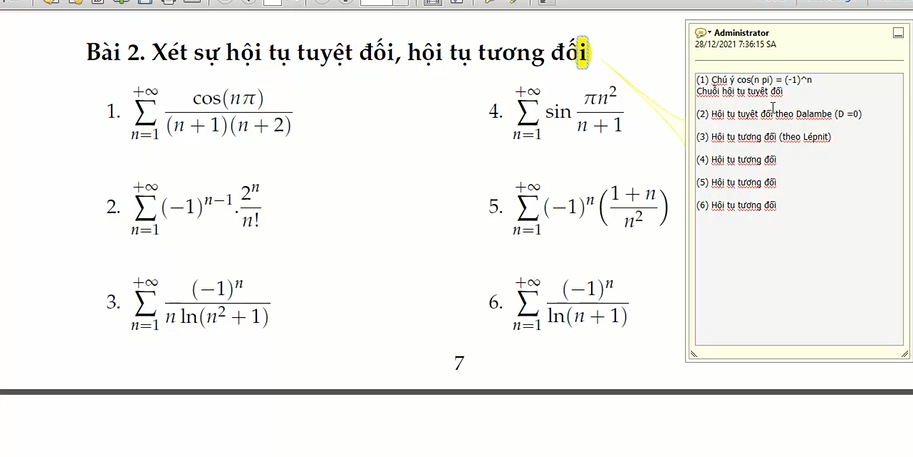 Bài 2. Xét sự hội tụ tuyệt đối, hội tụ tương đối
1. \sum_{n=1}^{+\infty} \frac{\cos(n\pi)}{(n+1)(n+2)}
2. \sum_{n=1}^{+\infty} (-1)^{n-1}.\frac{2^n}{n!}
3. \sum_{n=1}^{+\infty} \frac{(-1)^n}{n \ln(n^2+1)}
4. \sum_{n=1}^{+\infty} \sin \frac{\pi n^2}{n+1}
5. \sum_{n=1}^{+\infty} (-1)^n \left(\frac{1+n}{n^2}\right)
6. \sum_{n=1}^{+\infty} \frac{(-1)^n}{\ln(n+1)}
7
Administrator
28/12/2021 7:36:15 SA
(1) Chú ý cos(n pi) = (-1)^n
Chuỗi hội tụ tuyệt đối
(2) Hội tụ tuyệt đối theo Dalambe (D =0)
(3) Hội tụ tương đối (theo Lépnit)
(4) Hội tụ tương đối
(5) Hội tụ tương đối
(6) Hội tụ tương đối